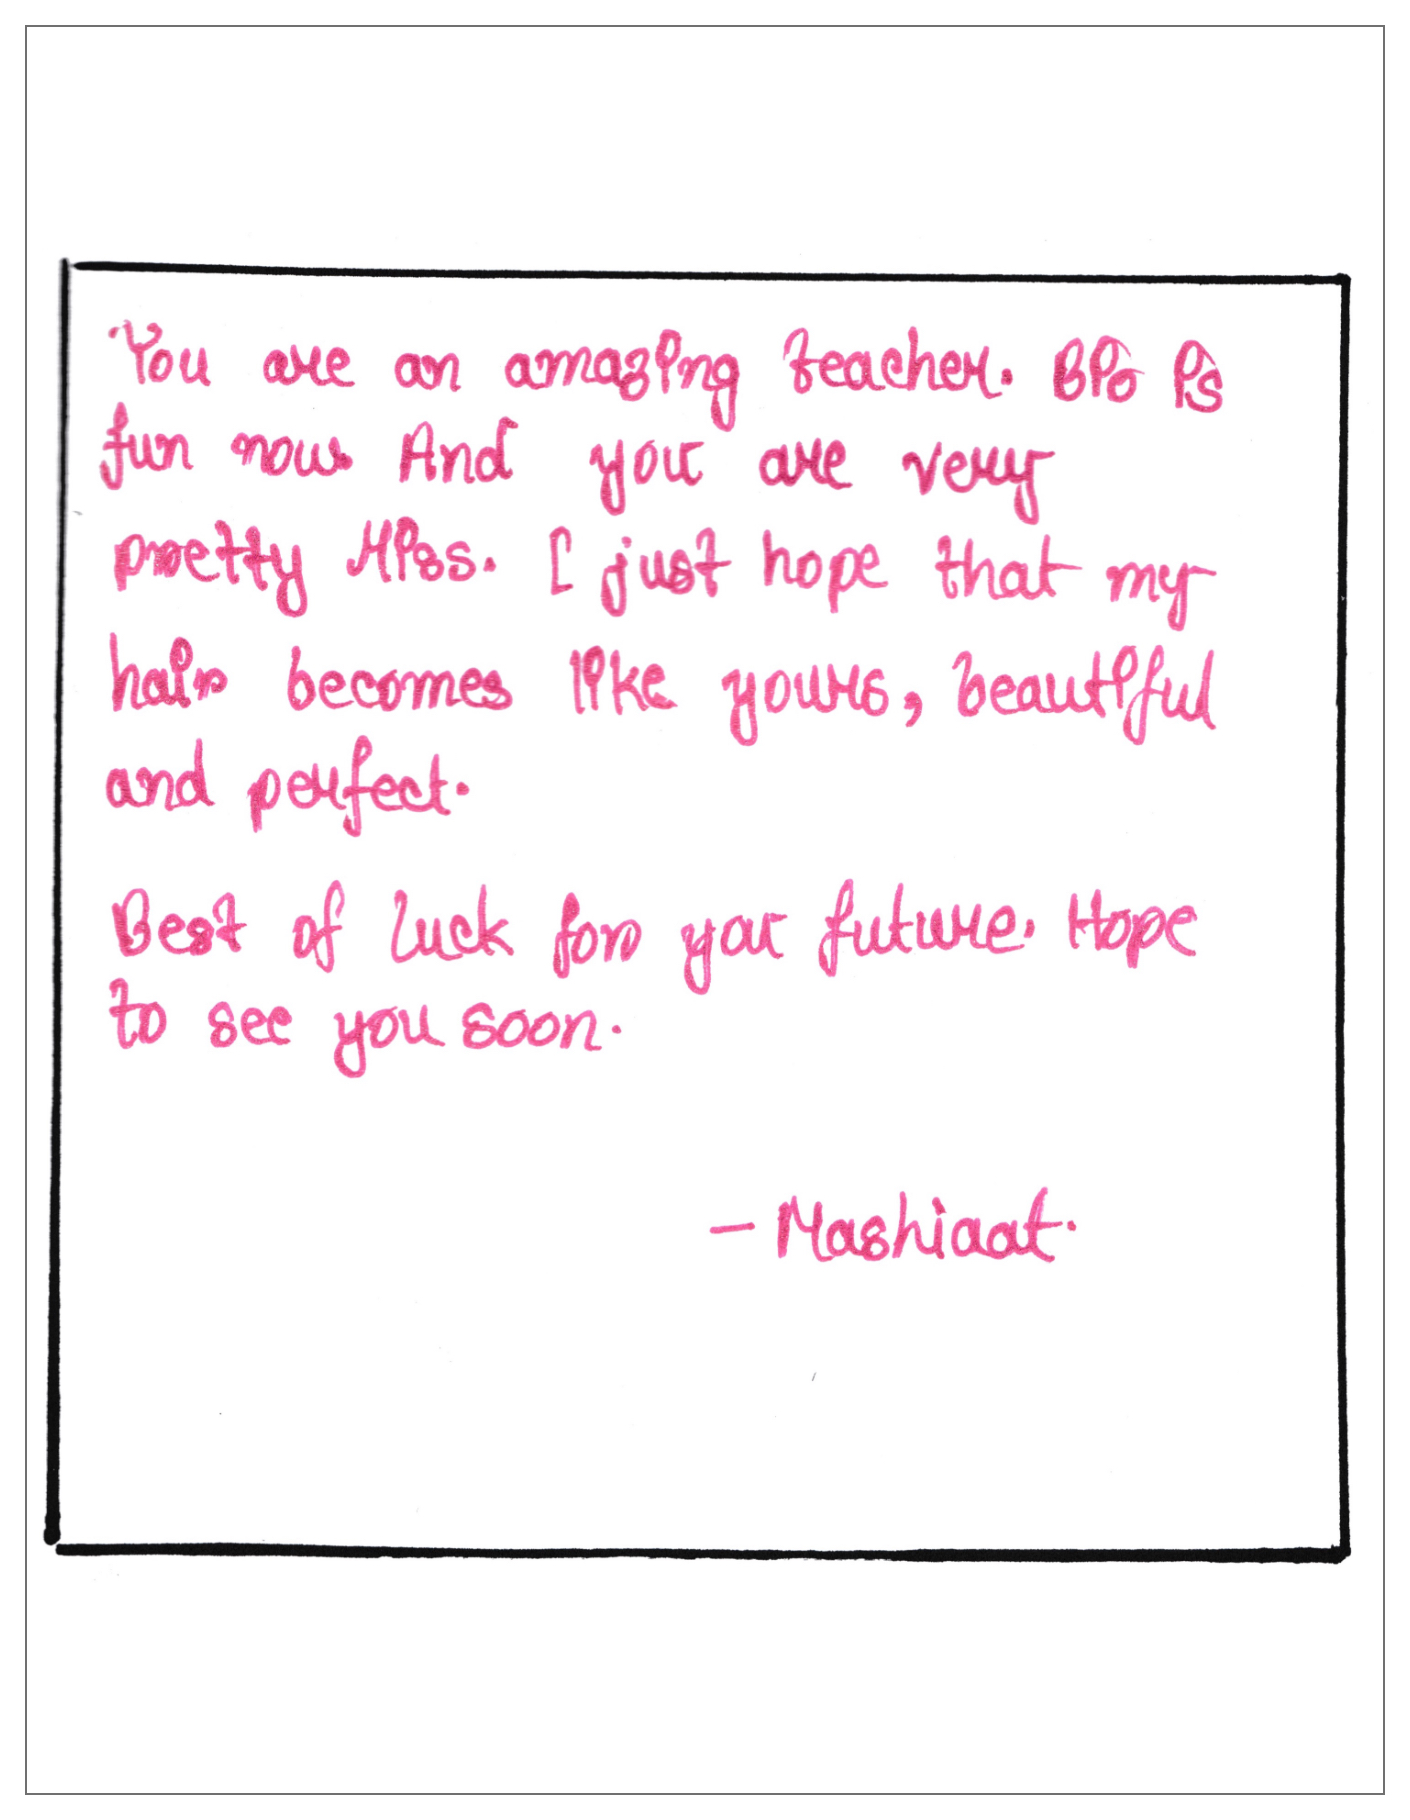 You are an amazing teacher. Bio is
fun now. And you are very
pretty Miss. I just hope that my
hair becomes like yours, beautiful
and perfect.
Best of luck for your future. Hope
to see you soon.
- Mashiaat.